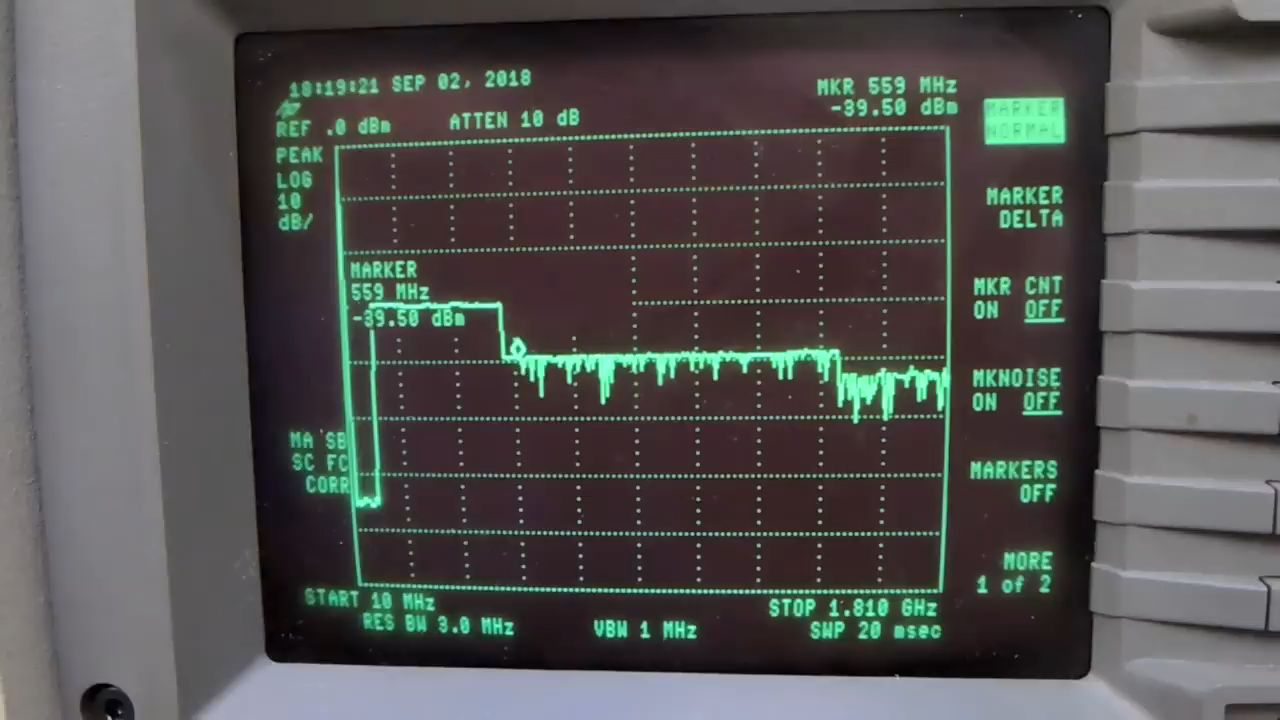 18:19:21 SEP 02, 2018
MKR 559 MHz
-39.50 dBm
REF .0 dBm
ATTEN 10 dB
PEAK
LOG
10
dB/
MARKER
559 MHz
-39.50 dBm
MA SB
SC FC
CORR
START 10 MHz
STOP 1.810 GHz
RES BW 3.0 MHz
VBW 1 MHz
SWP 20 msec
MARKER
NORMAL
MARKER
DELTA
MKR CNT
ON OFF
MKNOISE
ON OFF
MARKERS
OFF
MORE
1 of 2